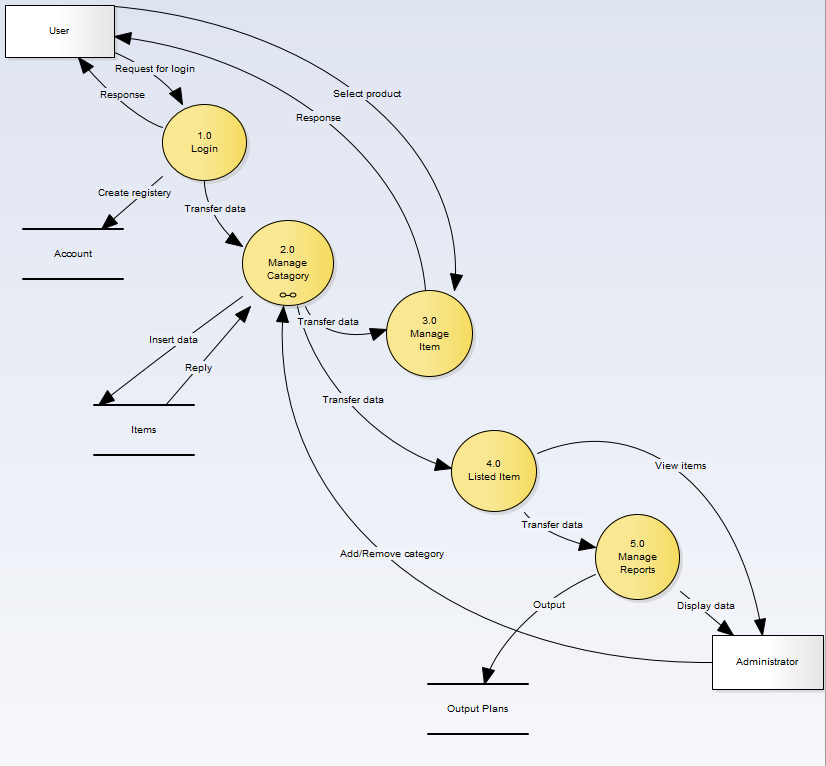 User
Request for login
Response
Select product
Response
1.0
Login
Create registery
Transfer data
Account
2.0
Manage
Catagory
Transfer data
3.0
Manage
Item
Insert data
Reply
Transfer data
Items
4.0
Listed Item
View items
Transfer data
5.0
Manage
Reports
Add/Remove category
Output
Display data
Administrator
Output Plans